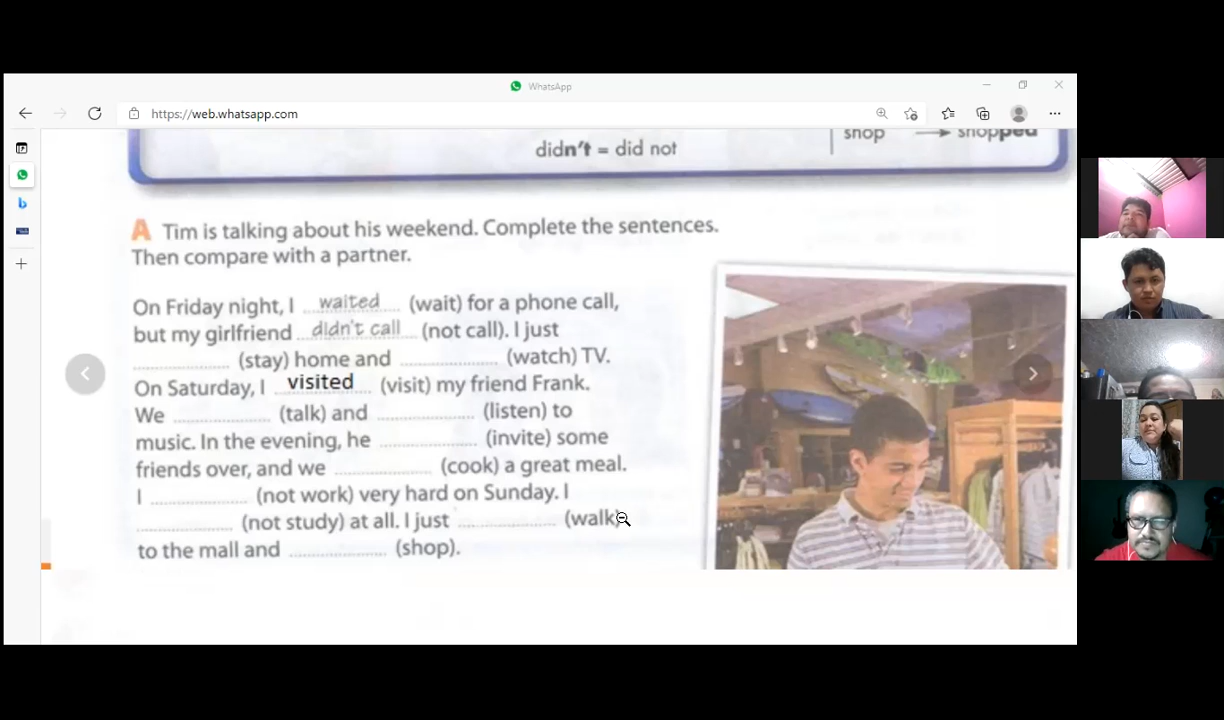 WhatsApp
https://web.whatsapp.com
didn't = did not
shop → shopped
A Tim is talking about his weekend. Complete the sentences.
Then compare with a partner.
On Friday night, I waited (wait) for a phone call,
but my girlfriend didn't call (not call). I just
(stay) home and (watch) TV.
On Saturday, I visited (visit) my friend Frank.
We (talk) and (listen) to
music. In the evening, he (invite) some
friends over, and we (cook) a great meal.
I (not work) very hard on Sunday. I
(not study) at all. I just (walk)
to the mall and (shop).